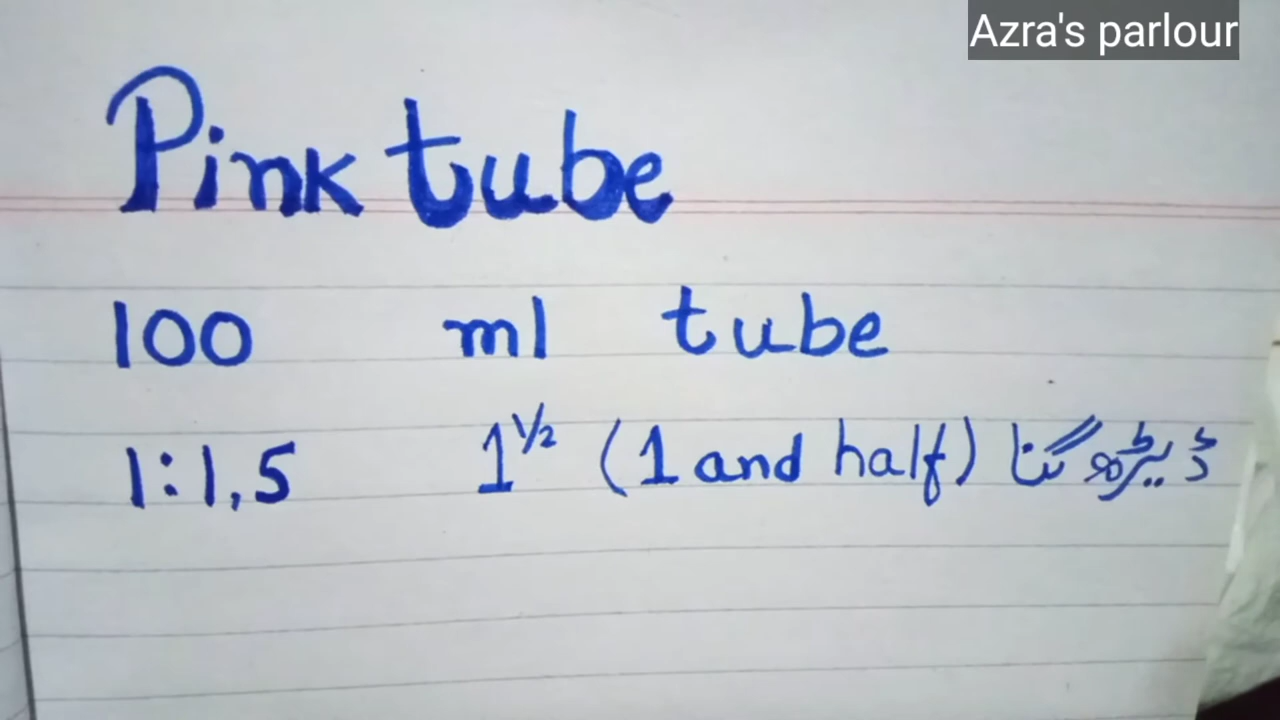 Azra's parlour
Pink tube
100 ml tube
1:1,5 1½ (1 and half) ڈیڑھ گنا